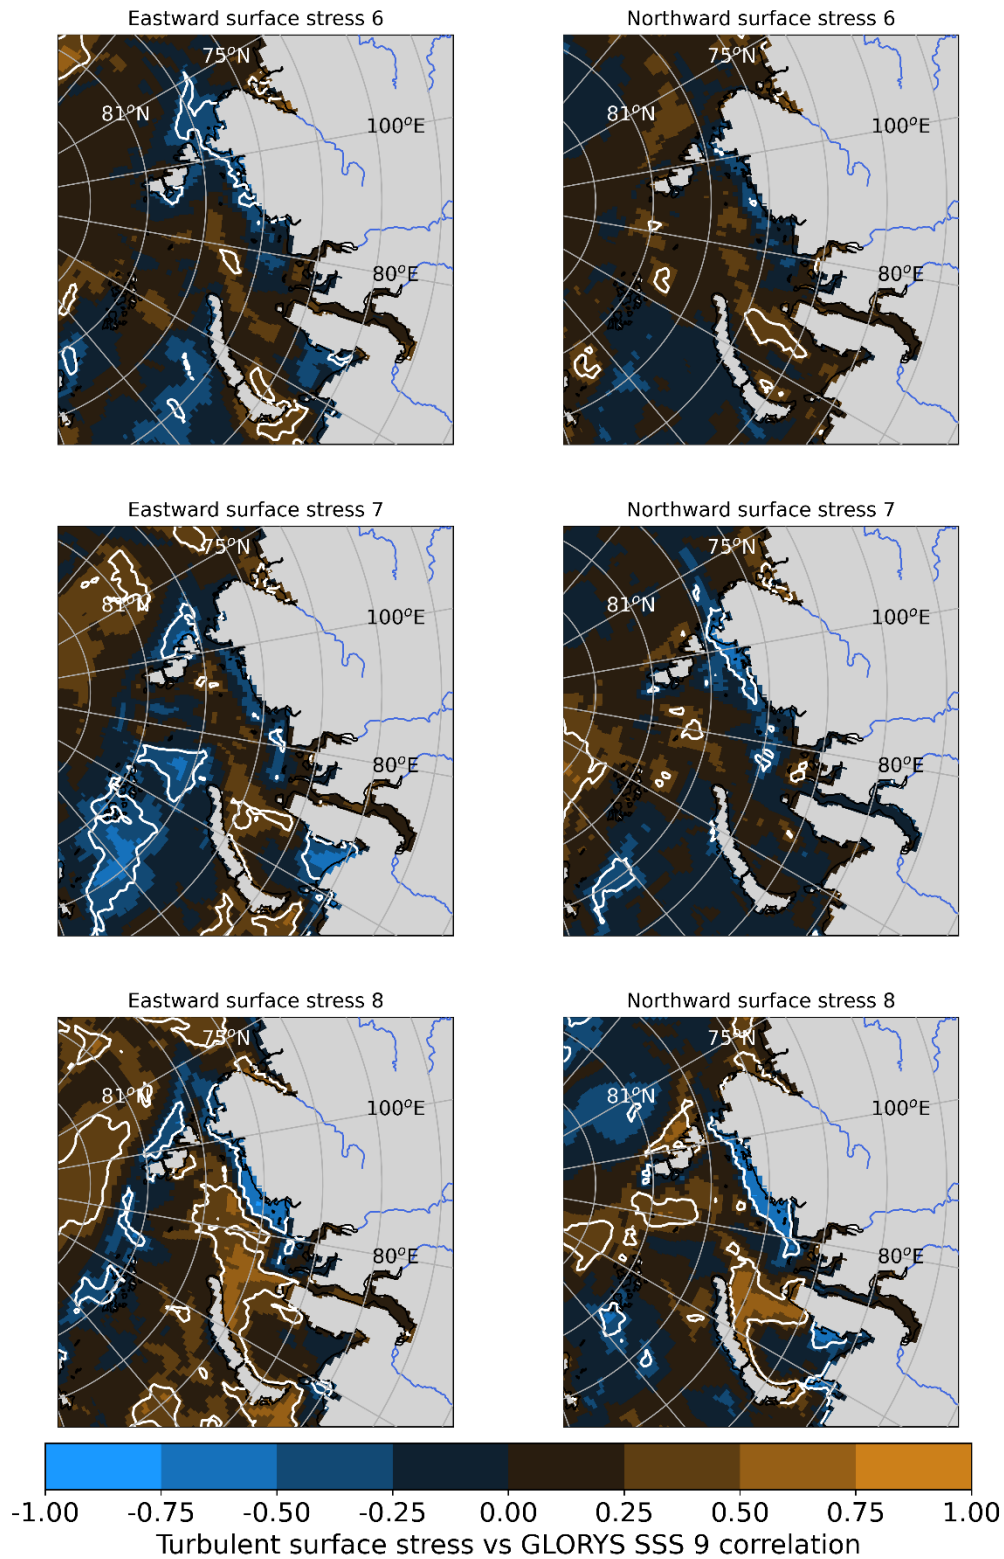 Eastward surface stress 6
Northward surface stress 6
75°N
75°N
81°N
81°N
100°E
100°E
80°E
80°E
Eastward surface stress 7
Northward surface stress 7
75°N
75°N
81°N
81°N
100°E
100°E
80°E
80°E
Eastward surface stress 8
Northward surface stress 8
75°N
75°N
81°N
81°N
100°E
100°E
80°E
80°E
-1.00 -0.75 -0.50 -0.25 0.00 0.25 0.50 0.75 1.00
Turbulent surface stress vs GLORYS SSS 9 correlation